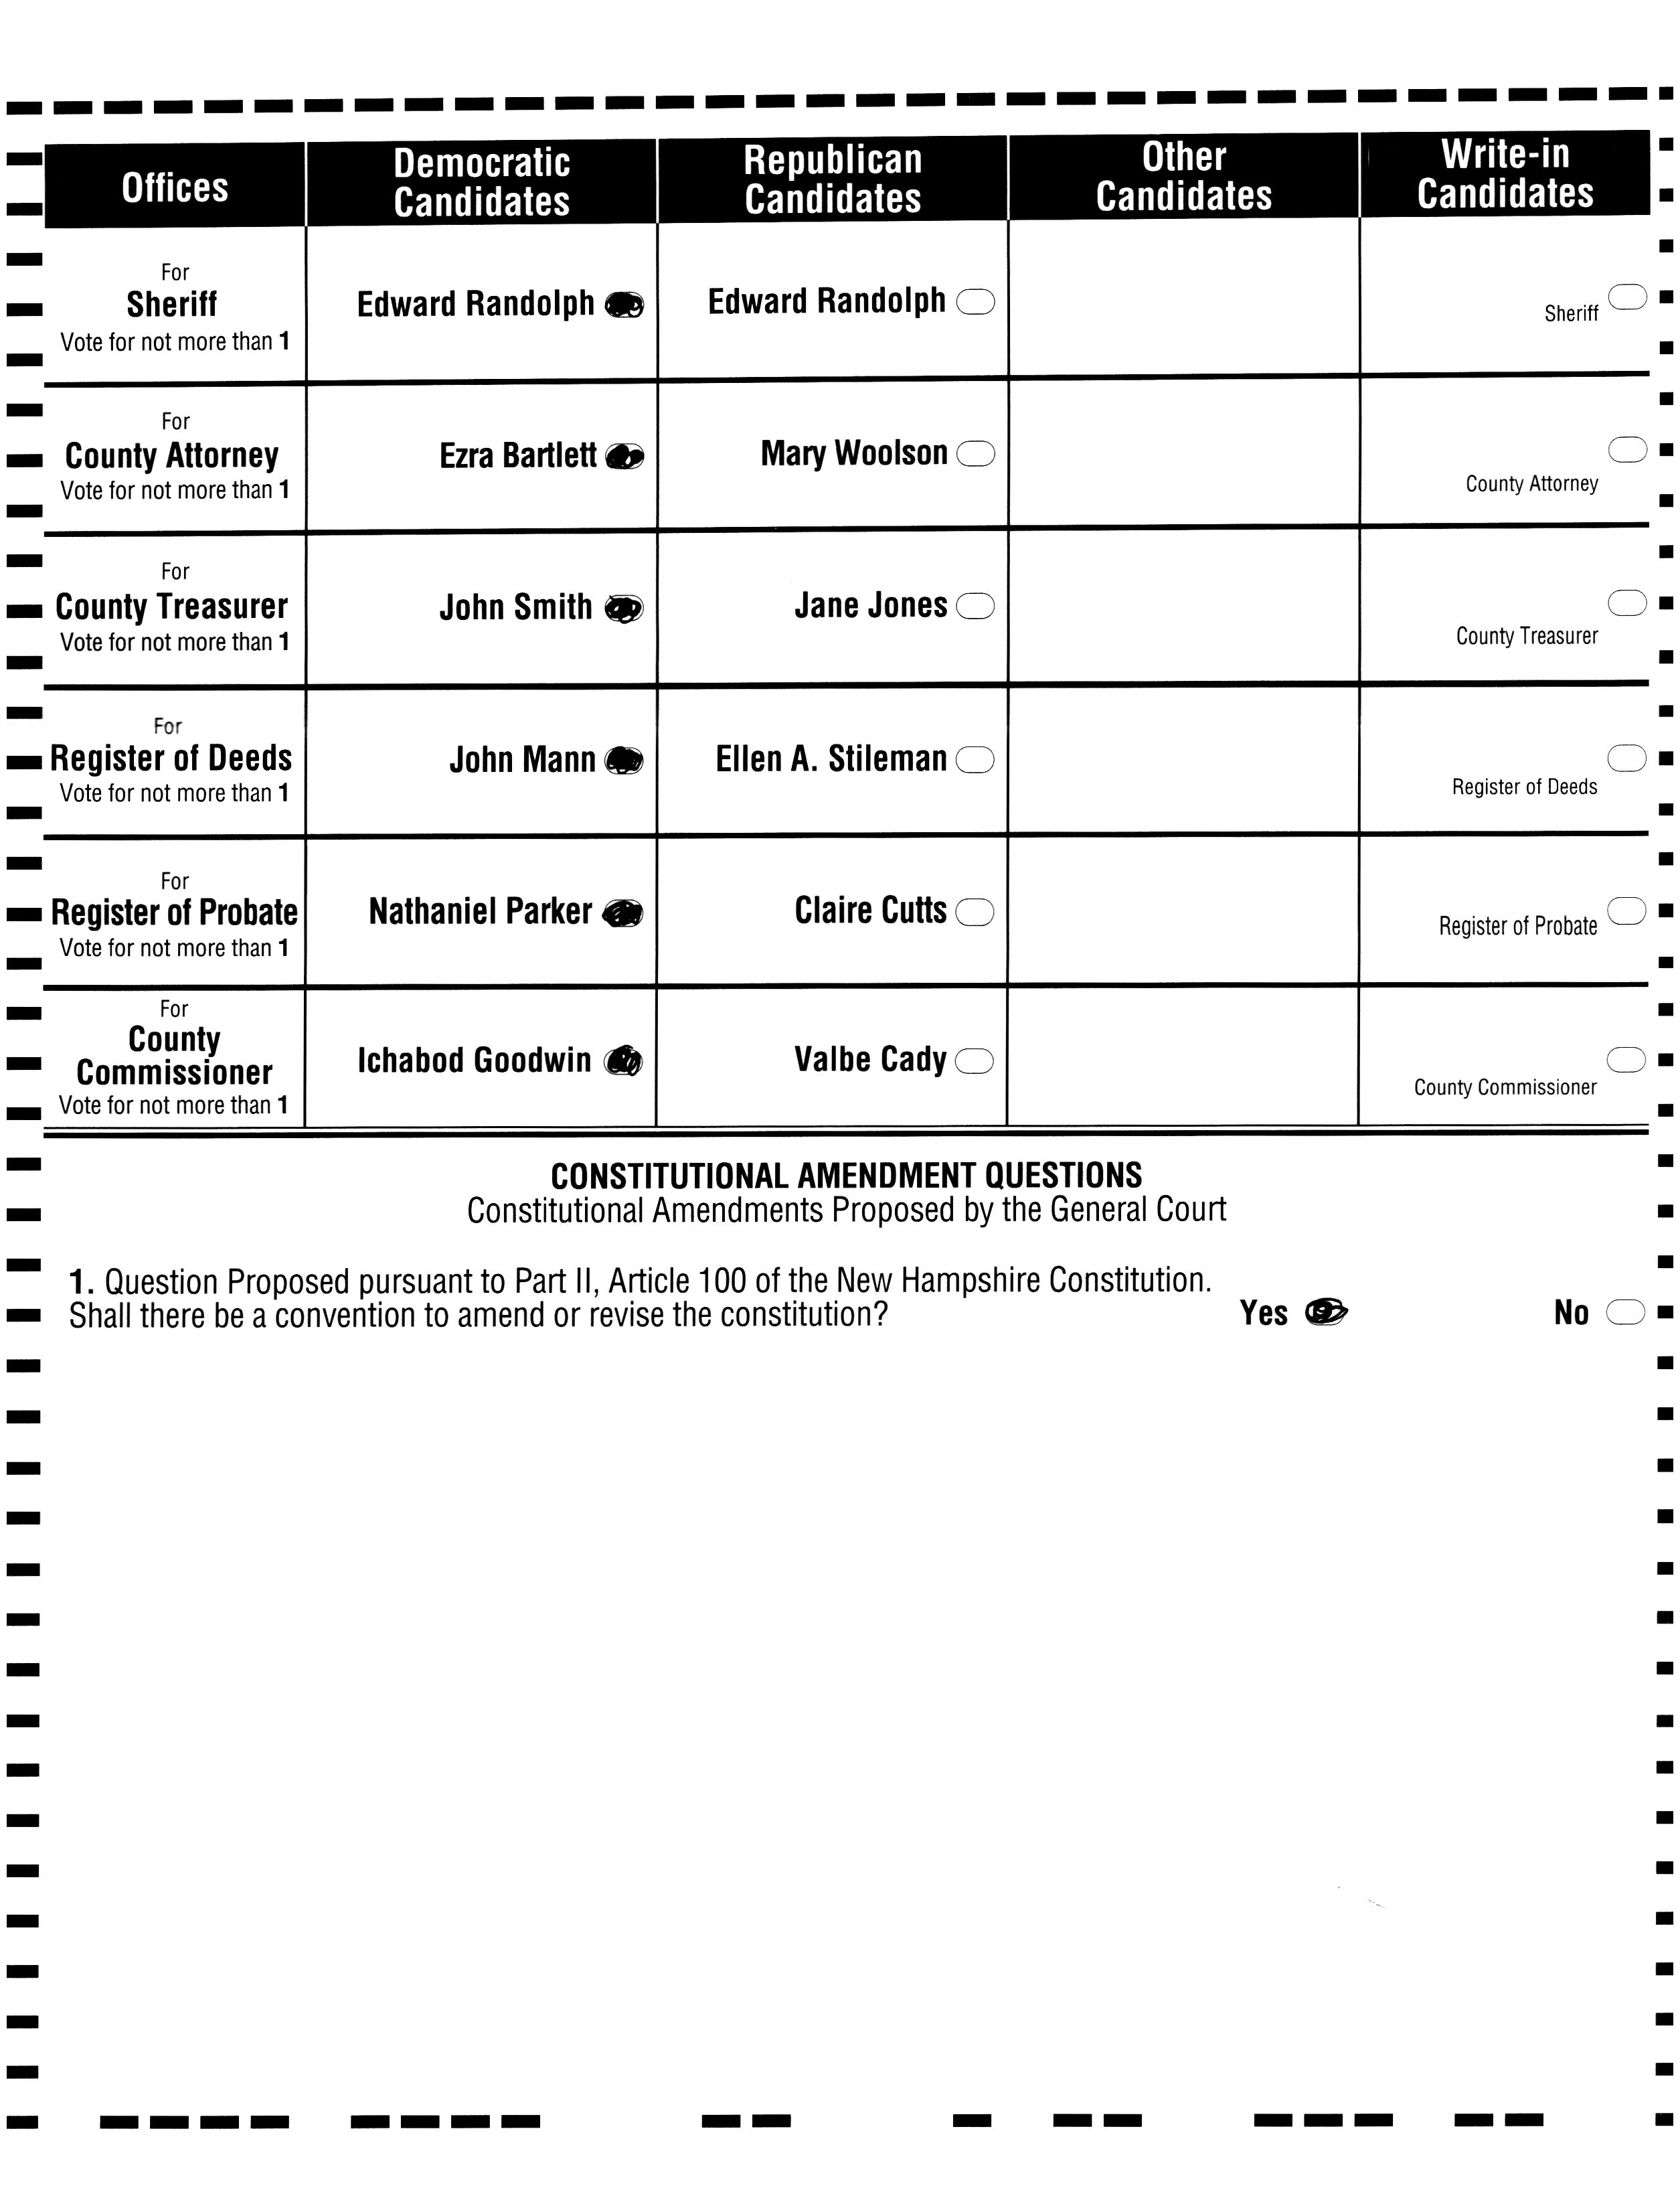 Offices
Democratic
Candidates
Republican
Candidates
Other
Candidates
Write-in
Candidates
For
Sheriff
Vote for not more than 1
Edward Randolph
Edward Randolph
Sheriff
For
County Attorney
Vote for not more than 1
Ezra Bartlett
Mary Woolson
County Attorney
For
County Treasurer
Vote for not more than 1
John Smith
Jane Jones
County Treasurer
For
Register of Deeds
Vote for not more than 1
John Mann
Ellen A. Stileman
Register of Deeds
For
Register of Probate
Vote for not more than 1
Nathaniel Parker
Claire Cutts
Register of Probate
For
County
Commissioner
Vote for not more than 1
Ichabod Goodwin
Valbe Cady
County Commissioner
CONSTITUTIONAL AMENDMENT QUESTIONS
Constitutional Amendments Proposed by the General Court
1. Question Proposed pursuant to Part II, Article 100 of the New Hampshire Constitution.
Shall there be a convention to amend or revise the constitution?
Yes
No